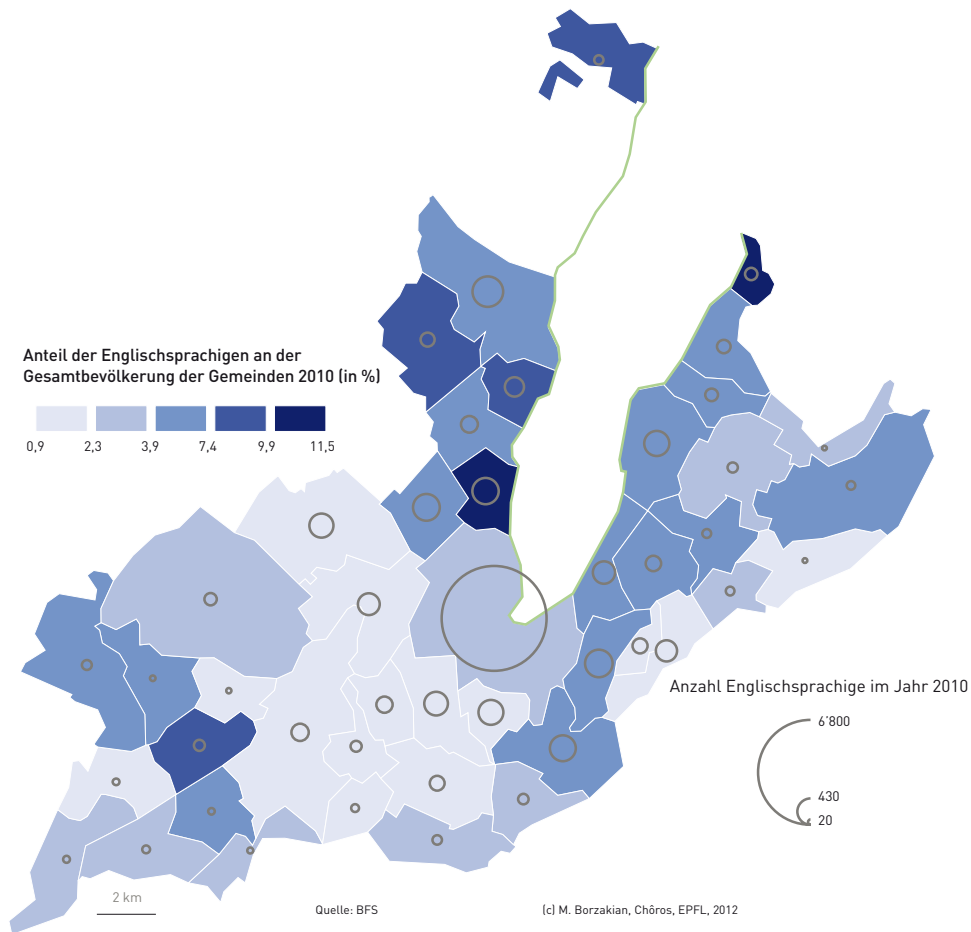 Anteil der Englischsprachigen an der
Gesamtbevölkerung der Gemeinden 2010 (in %)
0,9 2,3 3,9 7,4 9,9 11,5
Anzahl Englischsprachige im Jahr 2010
6'800
430
20
2 km
Quelle: BFS
(c) M. Borzakian, Chôros, EPFL, 2012